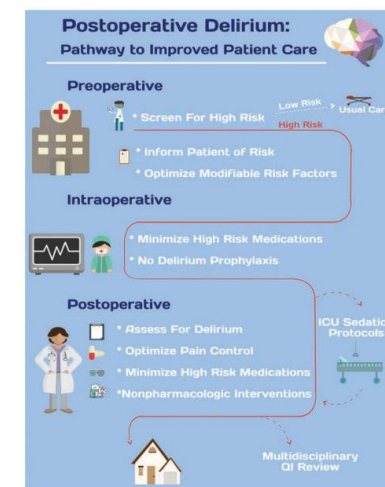 Postoperative Delirium:
Pathway to Improved Patient Care
Preoperative
* Screen For High Risk
Low Risk
Usual Car
High Risk
* Inform Patient of Risk
* Optimize Modifiable Risk Factors
Intraoperative
* Minimize High Risk Medications
* No Delirium Prophylaxis
Postoperative
* Assess For Delirium
* Optimize Pain Control
* Minimize High Risk Medications
*Nonpharmacologic Interventions
ICU Sedatio
Protocols
Multidisciplinary
QI Review